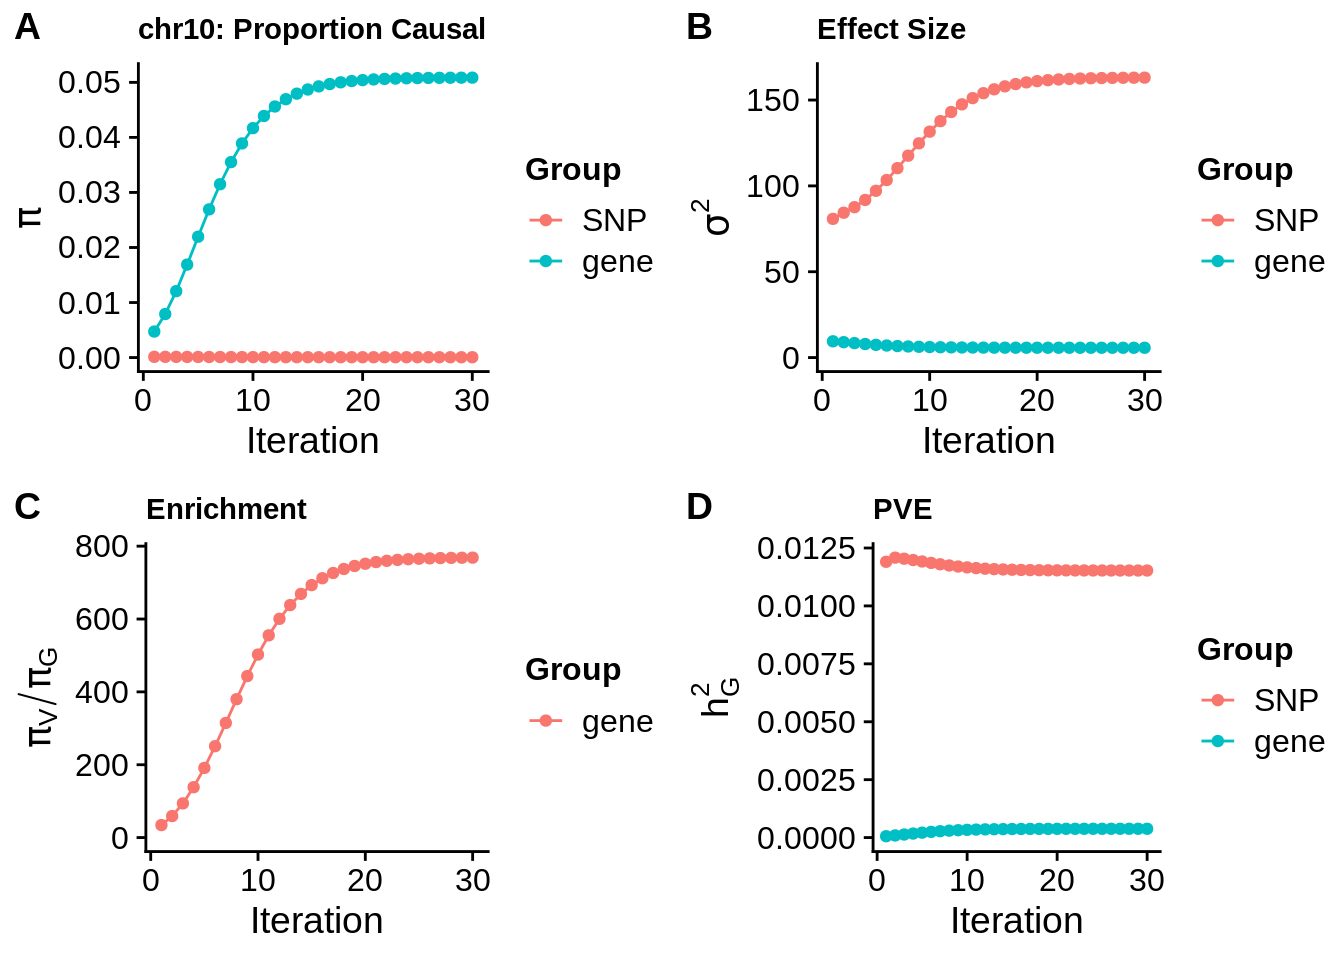 A
chr10: Proportion Causal
π
0.05
0.04
0.03
0.02
0.01
0.00
0 10 20 30
Iteration
Group
SNP
gene
B
Effect Size
σ²
150
100
50
0
0 10 20 30
Iteration
Group
SNP
gene
C
Enrichment
πV/πG
800
600
400
200
0
0 10 20 30
Iteration
Group
gene
D
PVE
h²G
0.0125
0.0100
0.0075
0.0050
0.0025
0.0000
0 10 20 30
Iteration
Group
SNP
gene